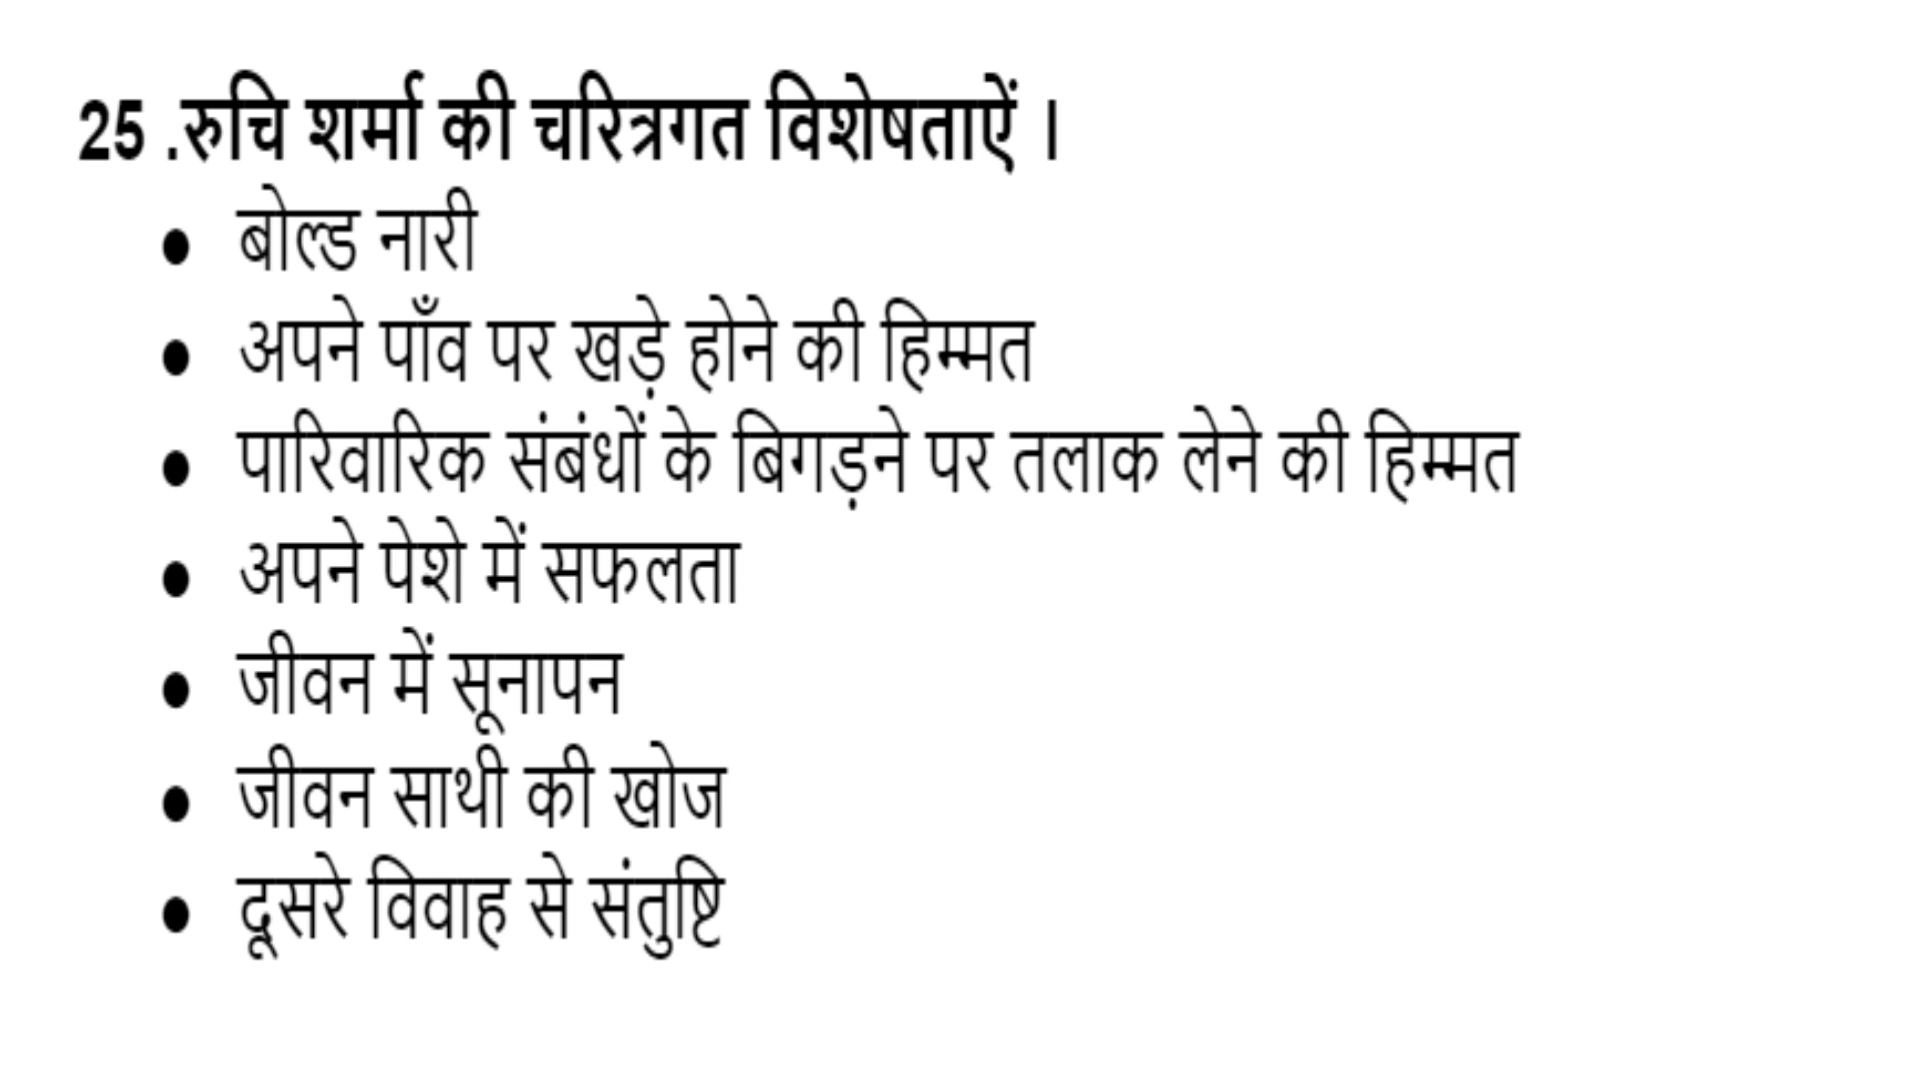 25 .रुचि शर्मा की चरित्रगत विशेषताऐं ।
• बोल्ड नारी
• अपने पाँव पर खड़े होने की हिम्मत
• पारिवारिक संबंधों के बिगड़ने पर तलाक लेने की हिम्मत
• अपने पेशे में सफलता
• जीवन में सूनापन
• जीवन साथी की खोज
• दूसरे विवाह से संतुष्टि